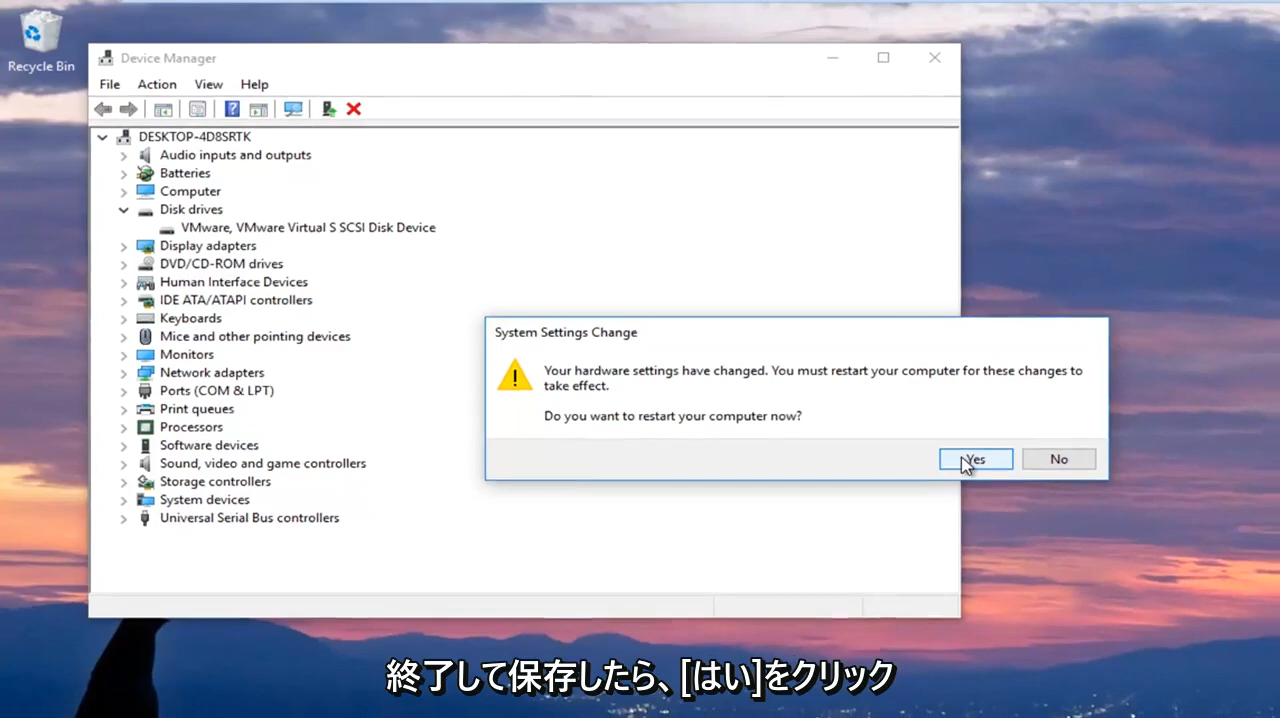 Recycle Bin
Device Manager
File Action View Help
DESKTOP-4D8SRTK
Audio inputs and outputs
Batteries
Computer
Disk drives
VMware, VMware Virtual S SCSI Disk Device
Display adapters
DVD/CD-ROM drives
Human Interface Devices
IDE ATA/ATAPI controllers
Keyboards
Mice and other pointing devices
Monitors
Network adapters
Ports (COM & LPT)
Print queues
Processors
Software devices
Sound, video and game controllers
Storage controllers
System devices
Universal Serial Bus controllers
System Settings Change
Your hardware settings have changed. You must restart your computer for these changes to
take effect.
Do you want to restart your computer now?
Yes No
終了して保存したら、[はい]をクリック